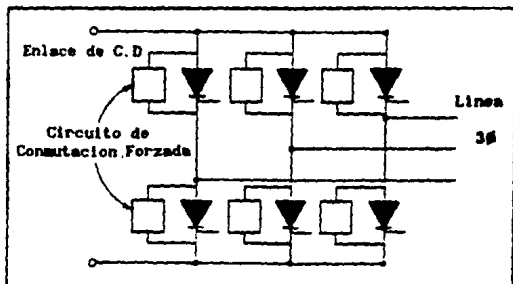 Enlace de C.D
Linea
3ø
Circuito de
Conmutacion Forzada